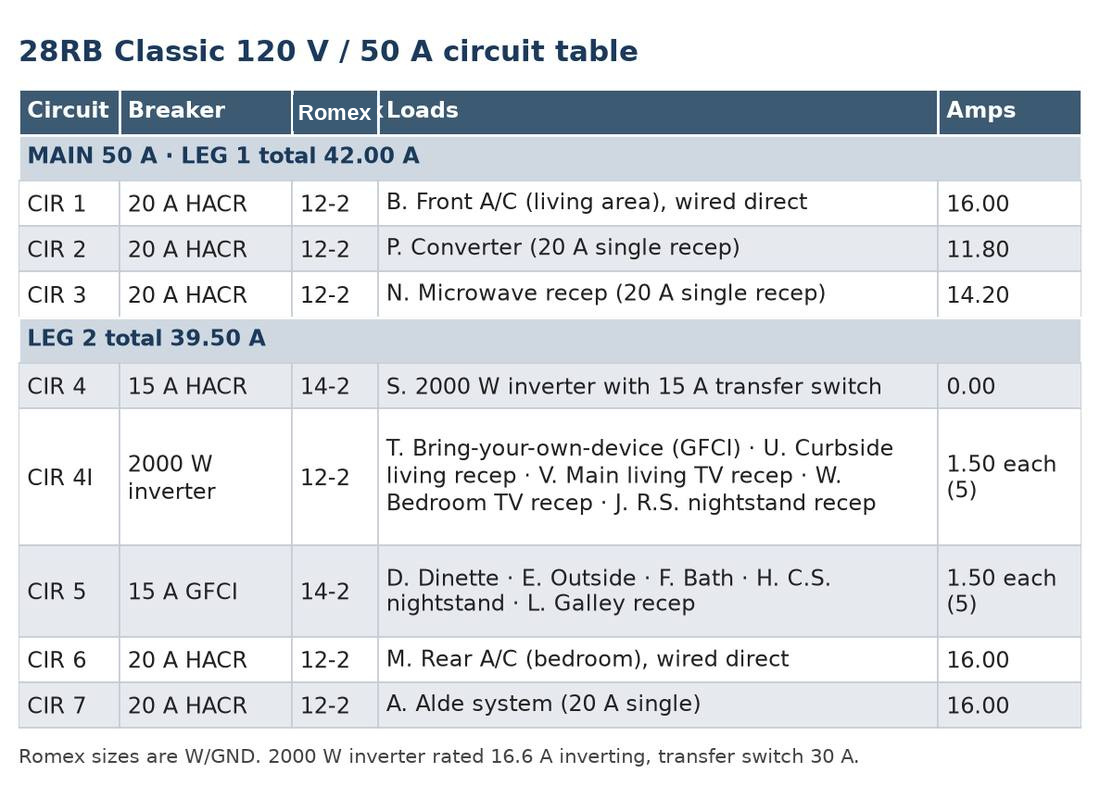 28RB Classic 120 V / 50 A circuit table
Circuit Breaker Romex Loads Amps
MAIN 50 A · LEG 1 total 42.00 A
CIR 1 20 A HACR 12-2 B. Front A/C (living area), wired direct 16.00
CIR 2 20 A HACR 12-2 P. Converter (20 A single recep) 11.80
CIR 3 20 A HACR 12-2 N. Microwave recep (20 A single recep) 14.20
LEG 2 total 39.50 A
CIR 4 15 A HACR 14-2 S. 2000 W inverter with 15 A transfer switch 0.00
CIR 4I 2000 W inverter 12-2 T. Bring-your-own-device (GFCI) · U. Curbside
living recep · V. Main living TV recep · W.
Bedroom TV recep · J. R.S. nightstand recep 1.50 each (5)
CIR 5 15 A GFCI 14-2 D. Dinette · E. Outside · F. Bath · H. C.S.
nightstand · L. Galley recep 1.50 each (5)
CIR 6 20 A HACR 12-2 M. Rear A/C (bedroom), wired direct 16.00
CIR 7 20 A HACR 12-2 A. Alde system (20 A single) 16.00
Romex sizes are W/GND. 2000 W inverter rated 16.6 A inverting, transfer switch 30 A.